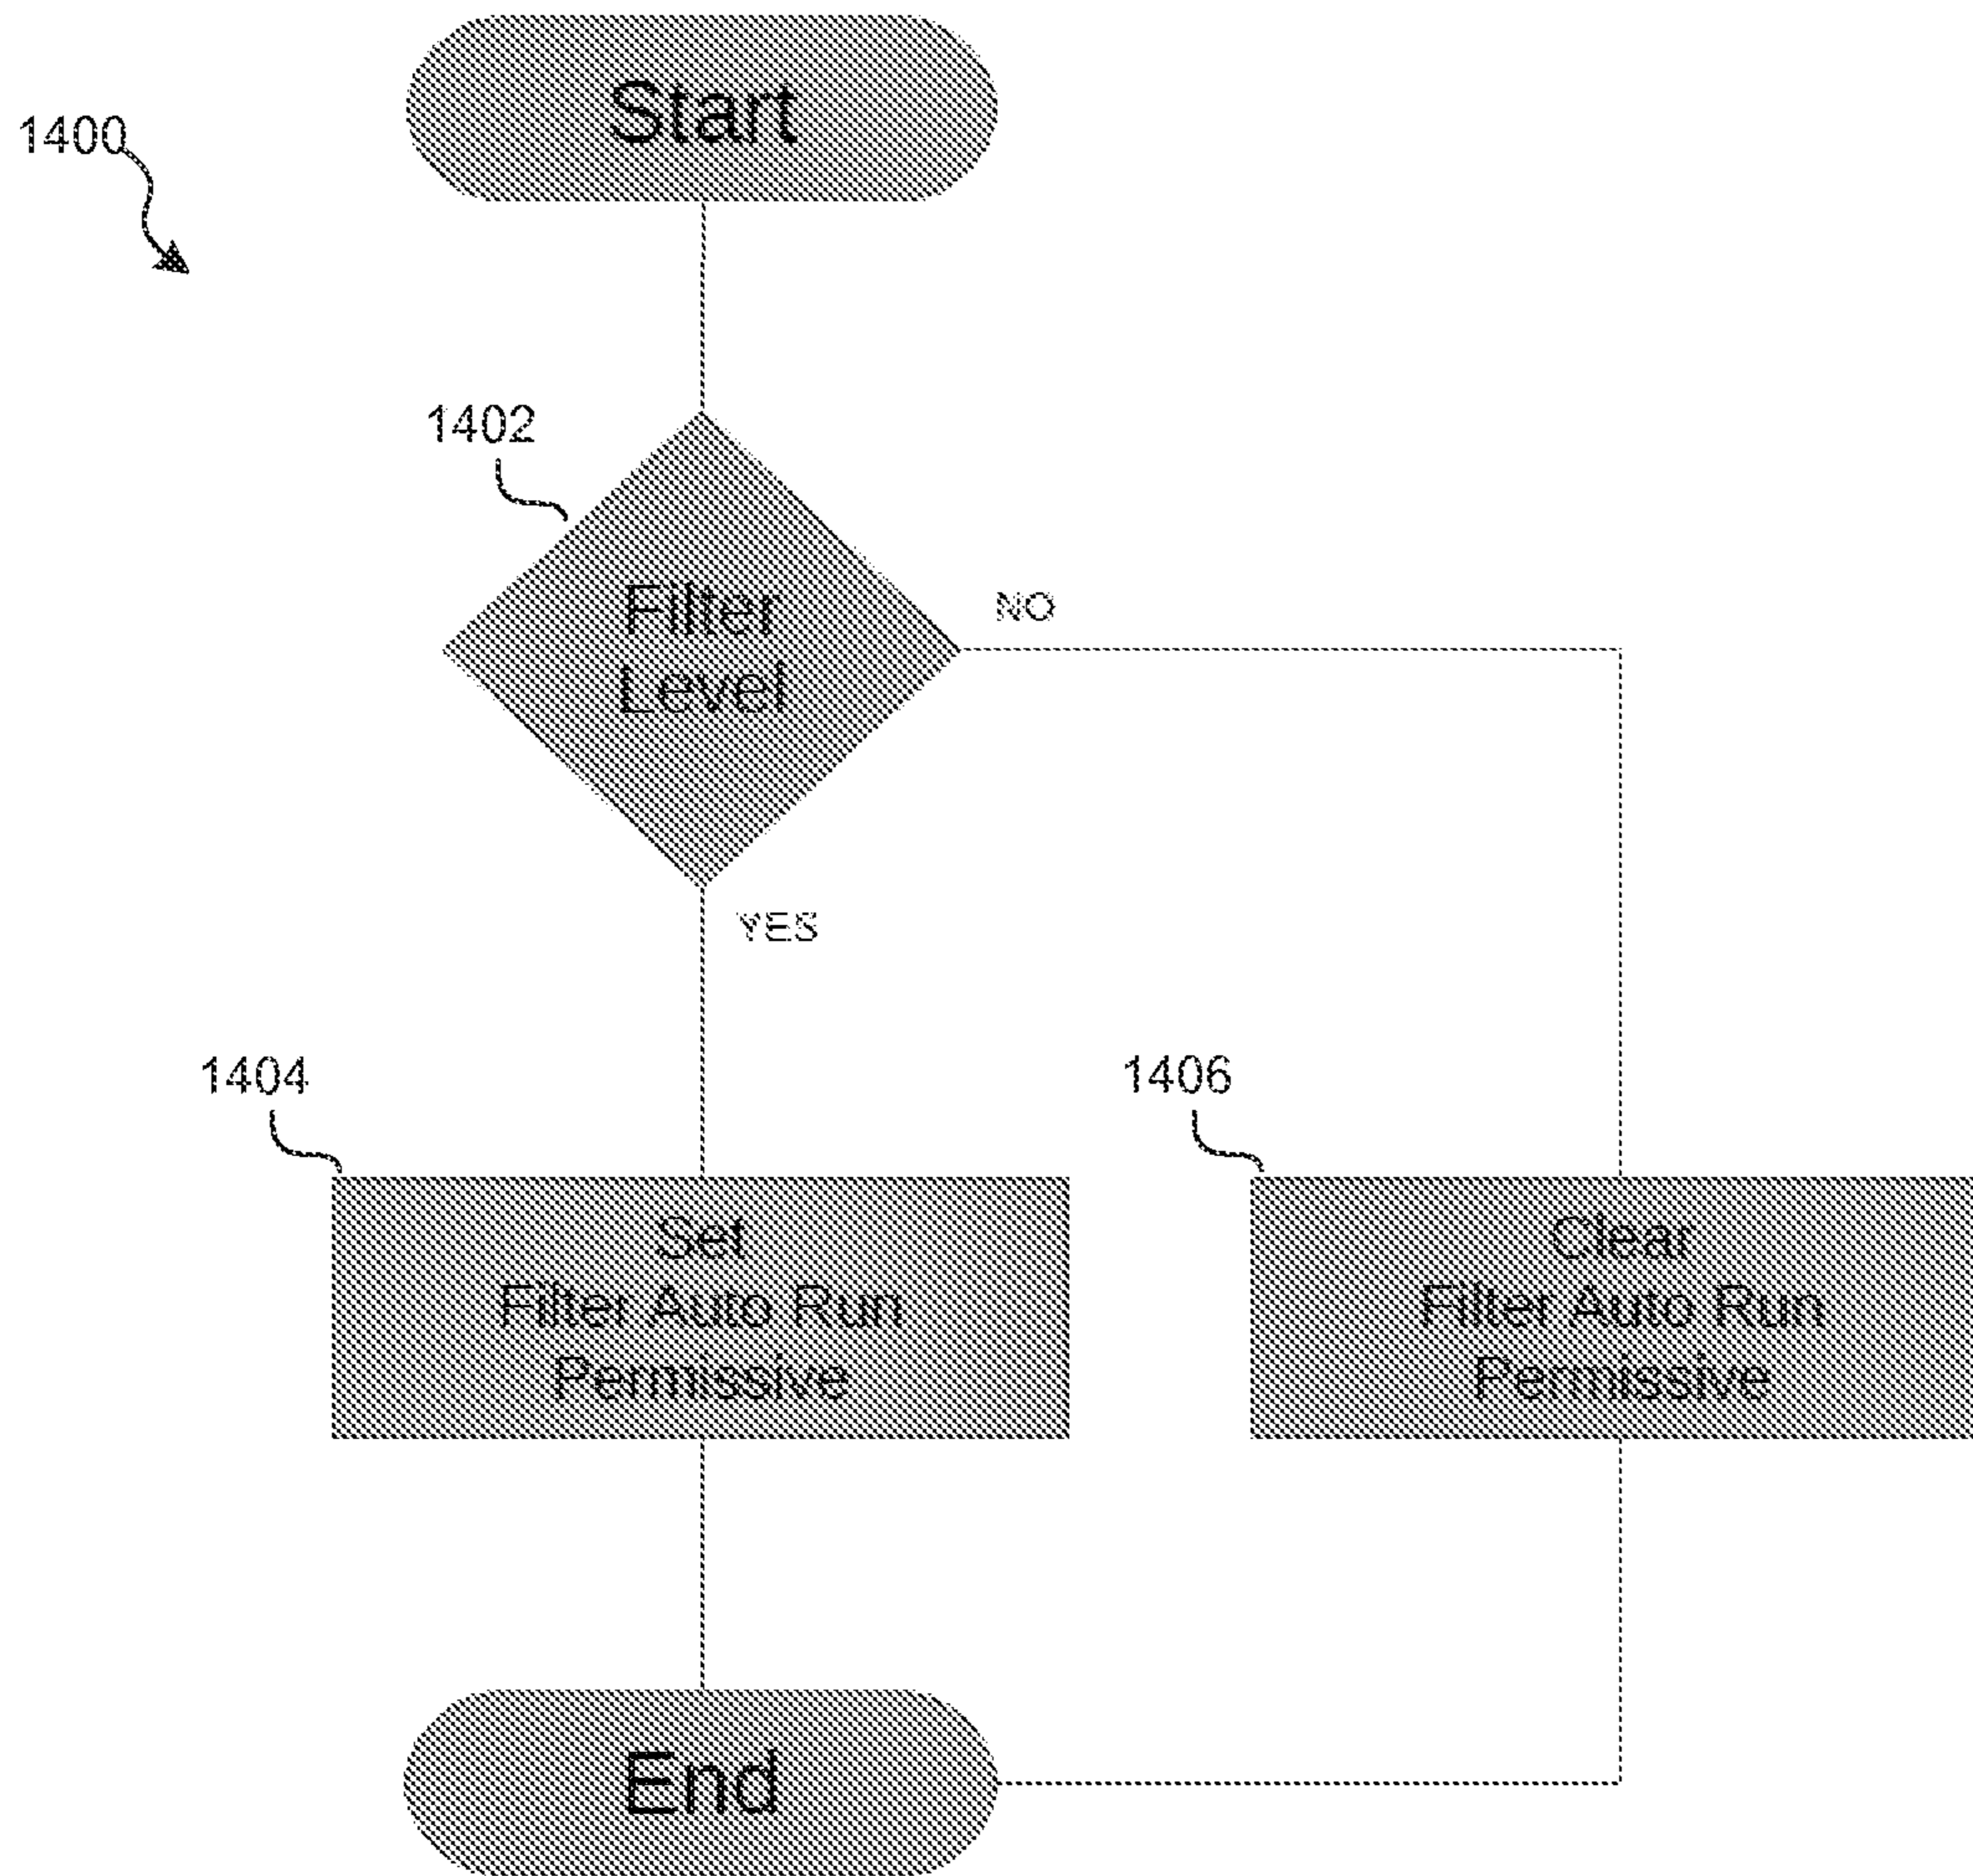 Start
1400
1402
Filter
Level
NO
YES
1404
1406
Set
Filter Auto Run
Permissive
Clear
Filter Auto Run
Permissive
End